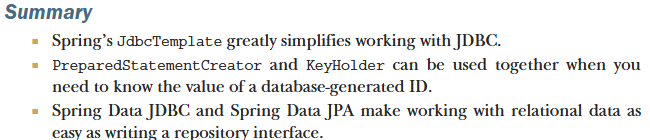 Summary
▪ Spring's JdbcTemplate greatly simplifies working with JDBC.
▪ PreparedStatementCreator and KeyHolder can be used together when you
need to know the value of a database-generated ID.
▪ Spring Data JDBC and Spring Data JPA make working with relational data as
easy as writing a repository interface.